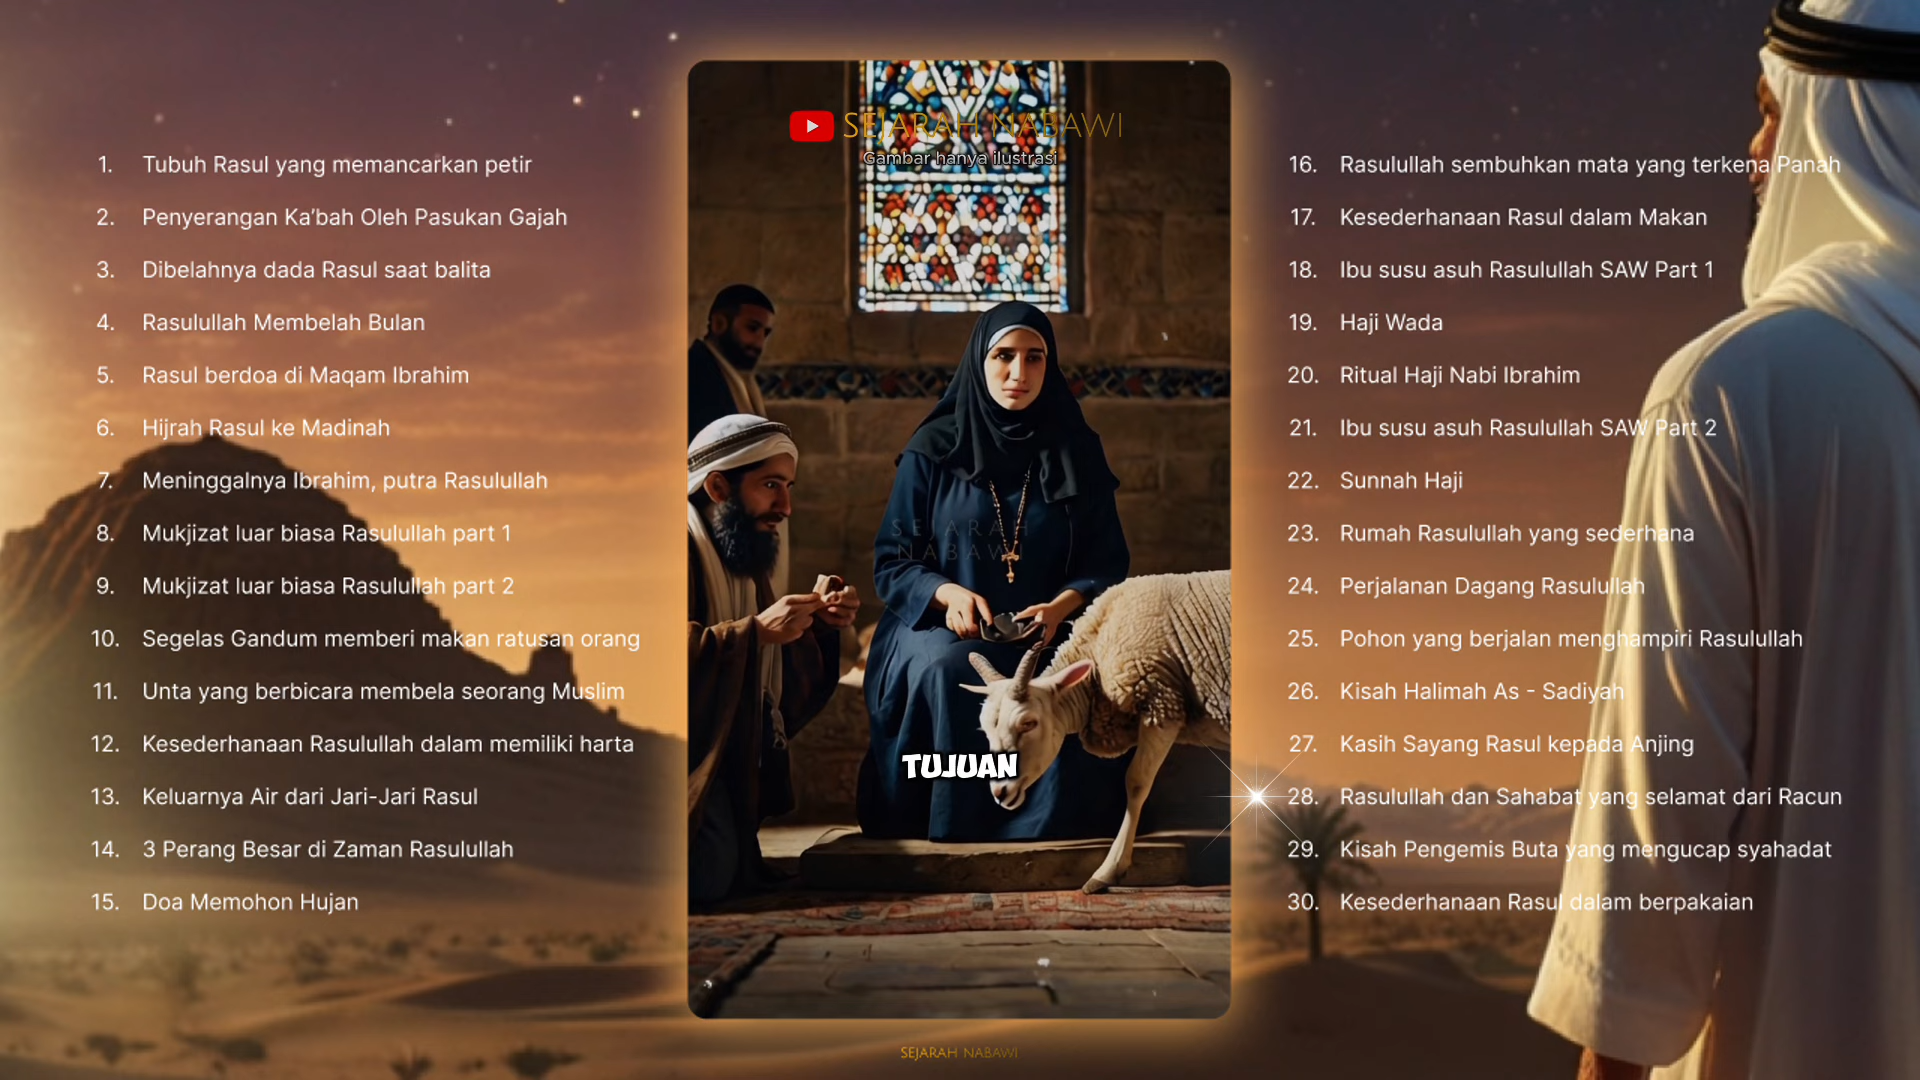 SEJARAH NABAWI
Gambar hanya ilustrasi
1. Tubuh Rasul yang memancarkan petir
2. Penyerangan Ka’bah Oleh Pasukan Gajah
3. Dibelahnya dada Rasul saat balita
4. Rasulullah Membelah Bulan
5. Rasul berdoa di Maqam Ibrahim
6. Hijrah Rasul ke Madinah
7. Meninggalnya Ibrahim, putra Rasulullah
8. Mukjizat luar biasa Rasulullah part 1
9. Mukjizat luar biasa Rasulullah part 2
10. Segelas Gandum memberi makan ratusan orang
11. Unta yang berbicara membela seorang Muslim
12. Kesederhanaan Rasulullah dalam memiliki harta
13. Keluarnya Air dari Jari-Jari Rasul
14. 3 Perang Besar di Zaman Rasulullah
15. Doa Memohon Hujan
SEJARAH
NABAWI
TUJUAN
16. Rasulullah sembuhkan mata yang terkena Panah
17. Kesederhanaan Rasul dalam Makan
18. Ibu susu asuh Rasulullah SAW Part 1
19. Haji Wada
20. Ritual Haji Nabi Ibrahim
21. Ibu susu asuh Rasulullah SAW Part 2
22. Sunnah Haji
23. Rumah Rasulullah yang sederhana
24. Perjalanan Dagang Rasulullah
25. Pohon yang berjalan menghampiri Rasulullah
26. Kisah Halimah As - Sadiyah
27. Kasih Sayang Rasul kepada Anjing
28. Rasulullah dan Sahabat yang selamat dari Racun
29. Kisah Pengemis Buta yang mengucap syahadat
30. Kesederhanaan Rasul dalam berpakaian
SEJARAH NABAWI